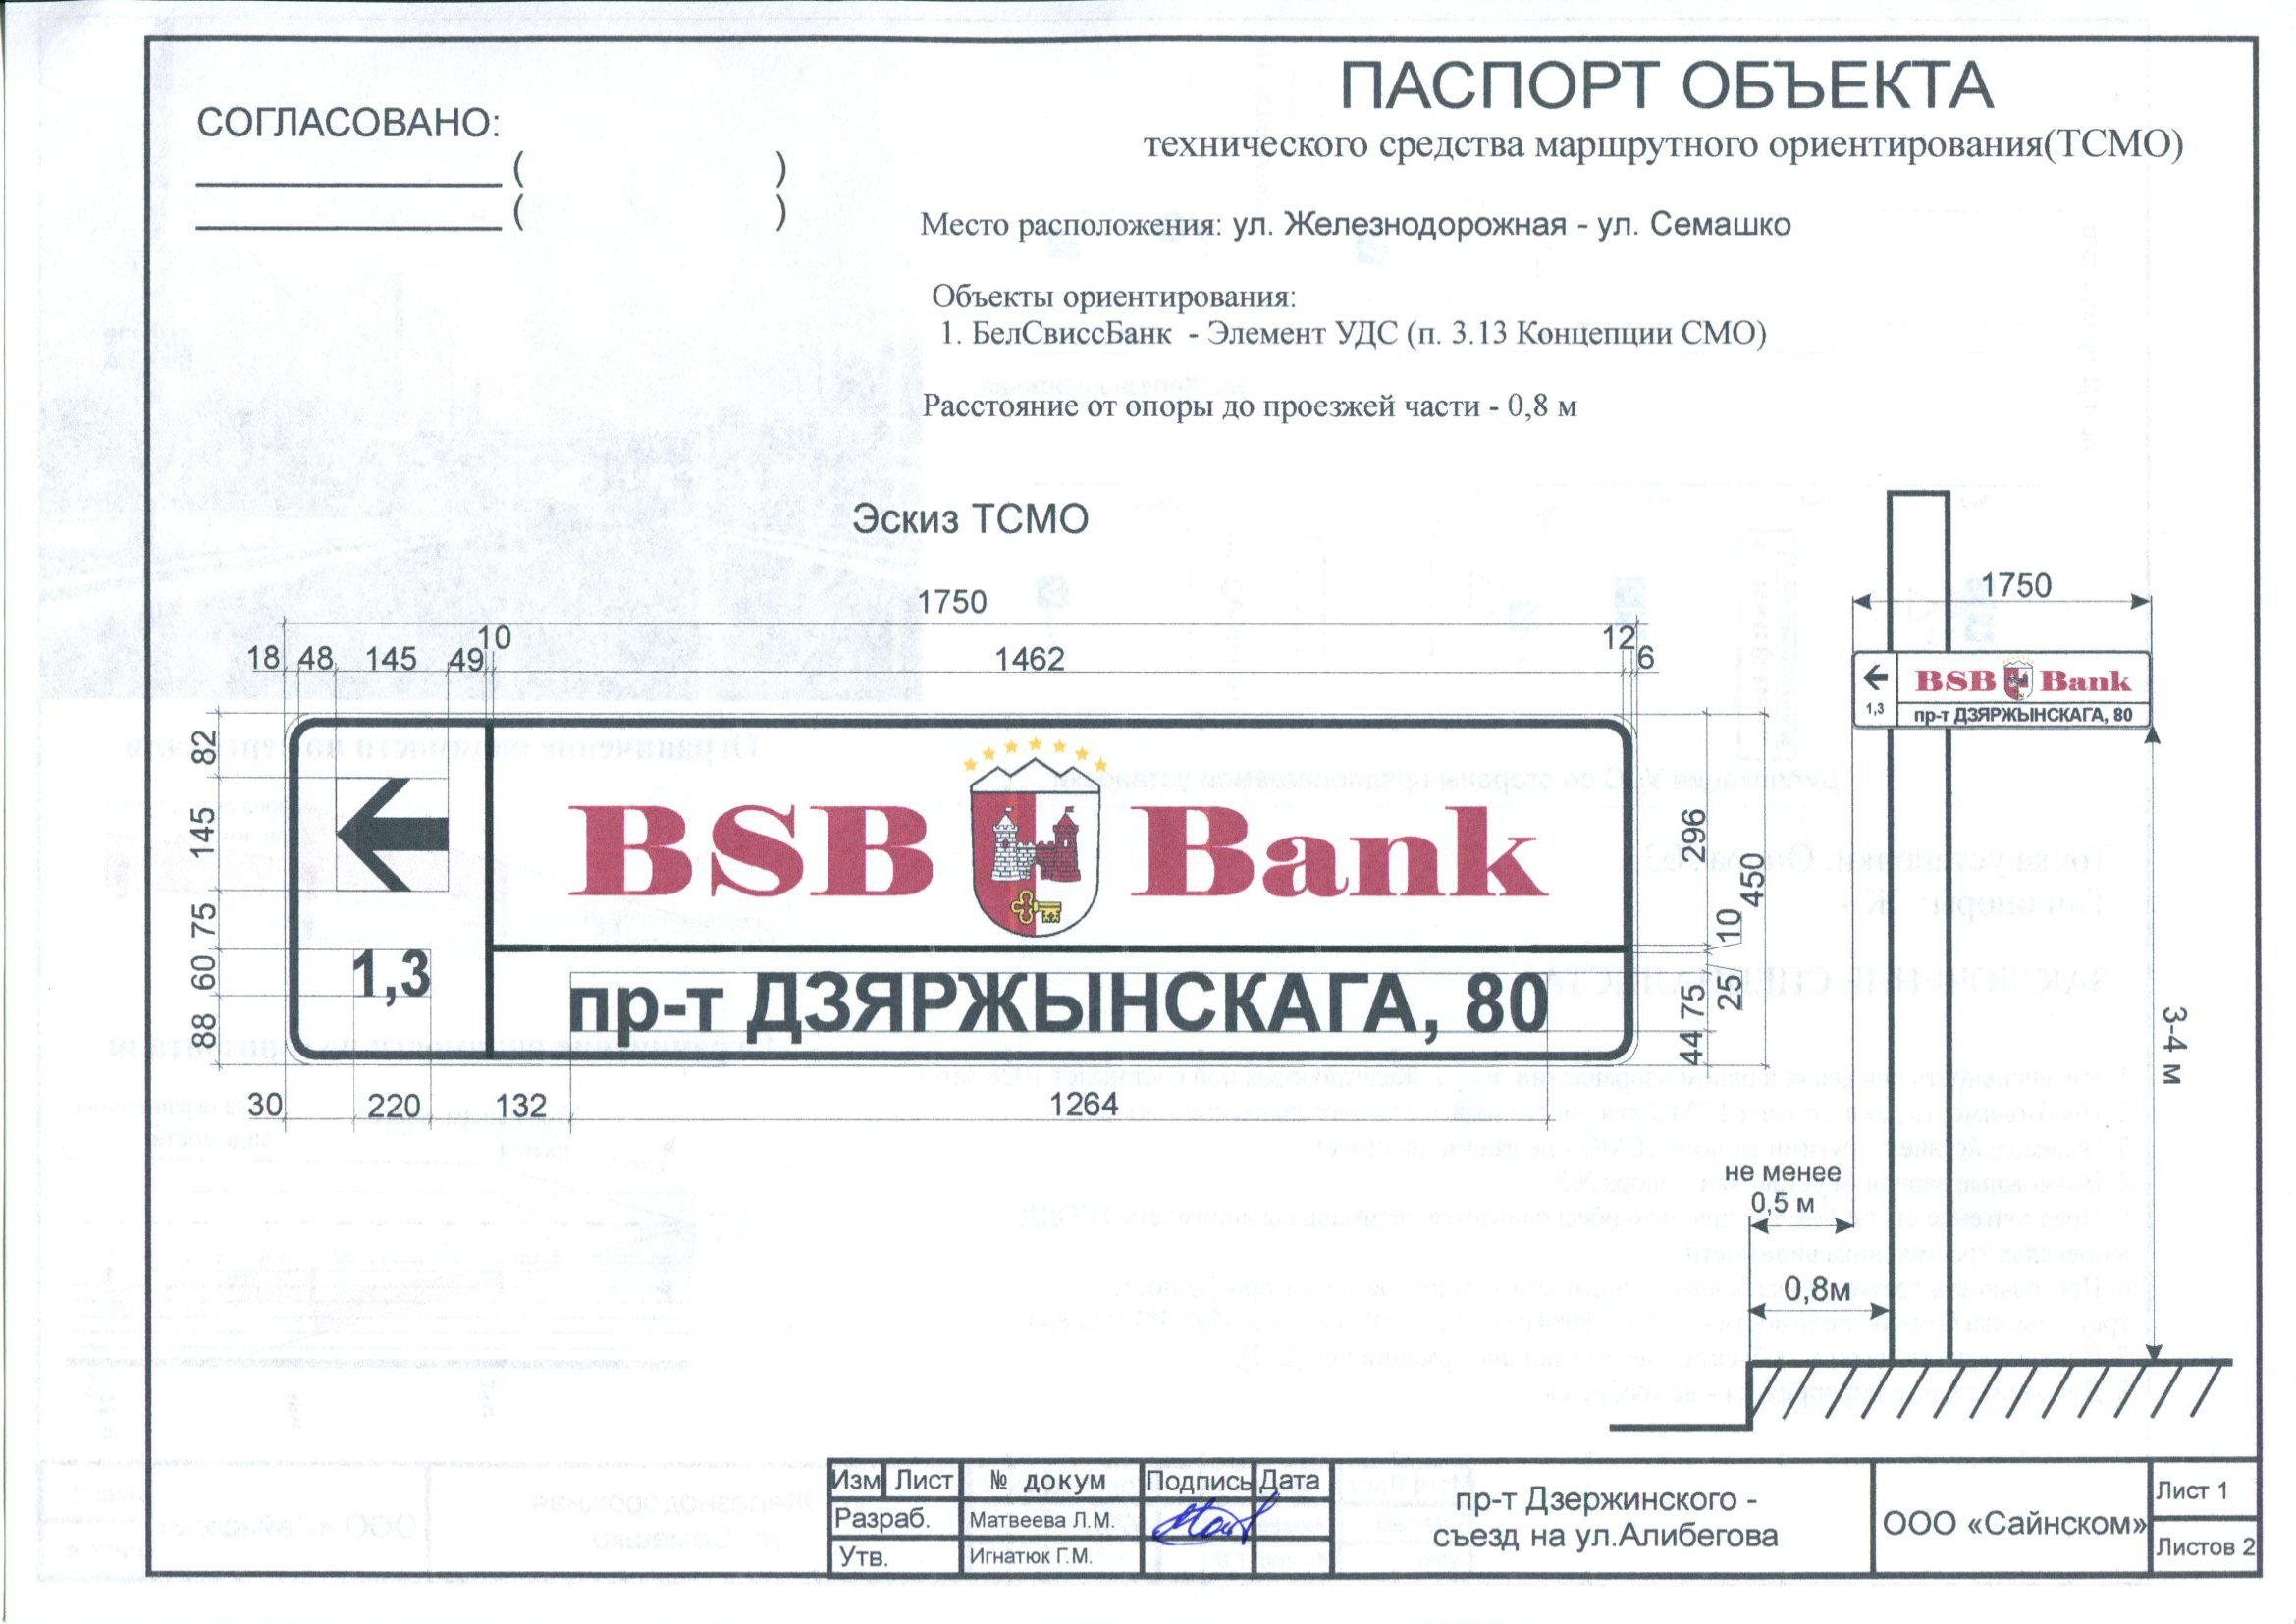 ПАСПОРТ ОБЪЕКТА
технического средства маршрутного ориентирования(ТСМО)
СОГЛАСОВАНО:
( )
( )
Место расположения: ул. Железнодорожная - ул. Семашко
Объекты ориентирования:
1. БелСвиссБанк - Элемент УДС (п. 3.13 Концепции СМО)
Расстояние от опоры до проезжей части - 0,8 м
Эскиз ТСМО
1750
18 48 145 49 10 1462 12 6
82
145
75
60
88
BSB Bank
1,3
пр-т ДЗЯРЖЫНСКАГА, 80
296
450
10
25
75
44
30 220 132 1264
1750
BSB Bank
1,3
пр-т ДЗЯРЖЫНСКАГА, 80
3-4 м
не менее
0,5 м
0,8м
Изм Лист № докум Подпись Дата
Разраб. Матвеева Л.М.
Утв. Игнатюк Г.М.
пр-т Дзержинского -
съезд на ул.Алибегова
ООО «Сайнском»
Лист 1
Листов 2